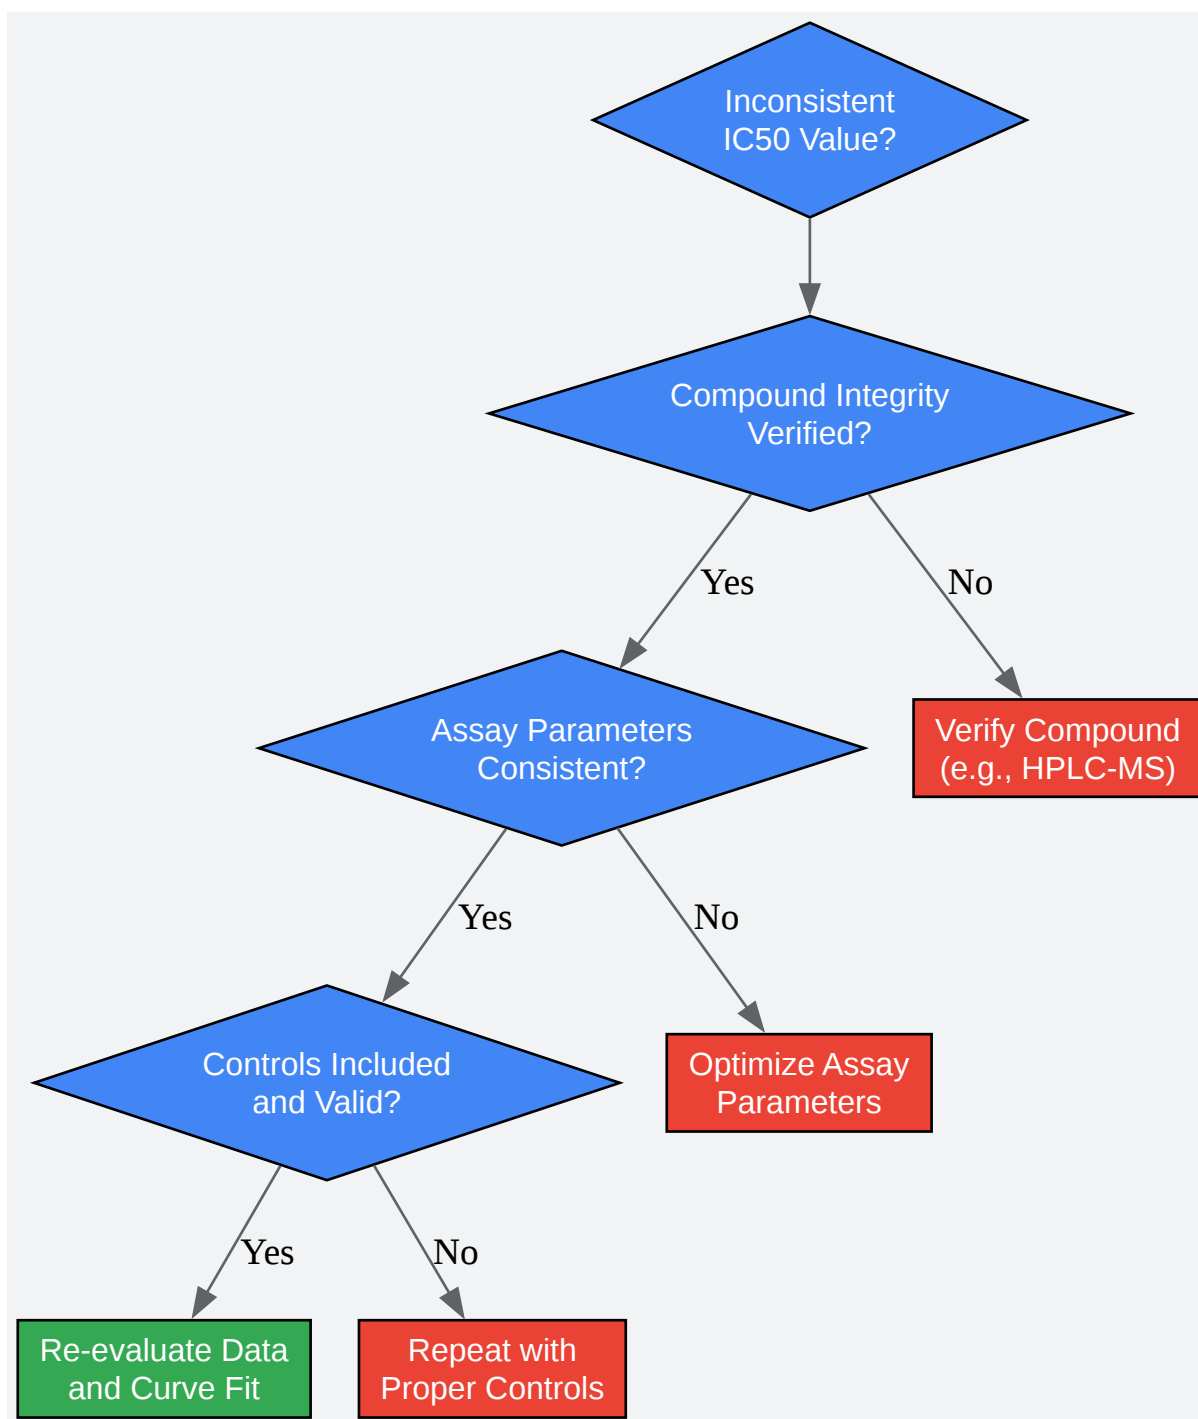 Inconsistent
IC50 Value?
Compound Integrity
Verified?
Yes
No
Assay Parameters
Consistent?
Verify Compound
(e.g., HPLC-MS)
Yes
No
Controls Included
and Valid?
Optimize Assay
Parameters
Yes
No
Re-evaluate Data
and Curve Fit
Repeat with
Proper Controls